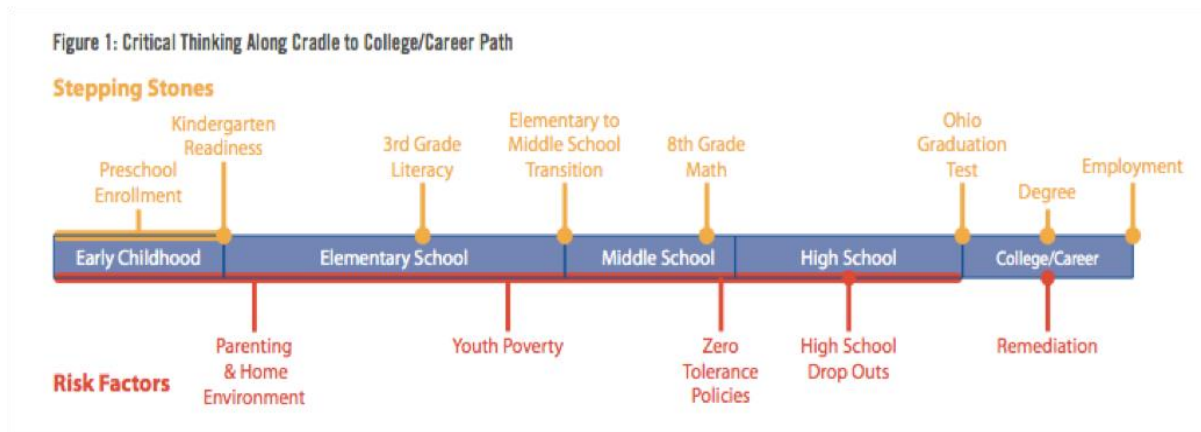 Figure 1: Critical Thinking Along Cradle to College/Career Path
Stepping Stones
Preschool
Enrollment
Kindergarten
Readiness
3rd Grade
Literacy
Elementary to
Middle School
Transition
8th Grade
Math
Ohio
Graduation
Test
Degree
Employment
Early Childhood
Elementary School
Middle School
High School
College/Career
Parenting
& Home
Environment
Youth Poverty
Zero
Tolerance
Policies
High School
Drop Outs
Remediation
Risk Factors